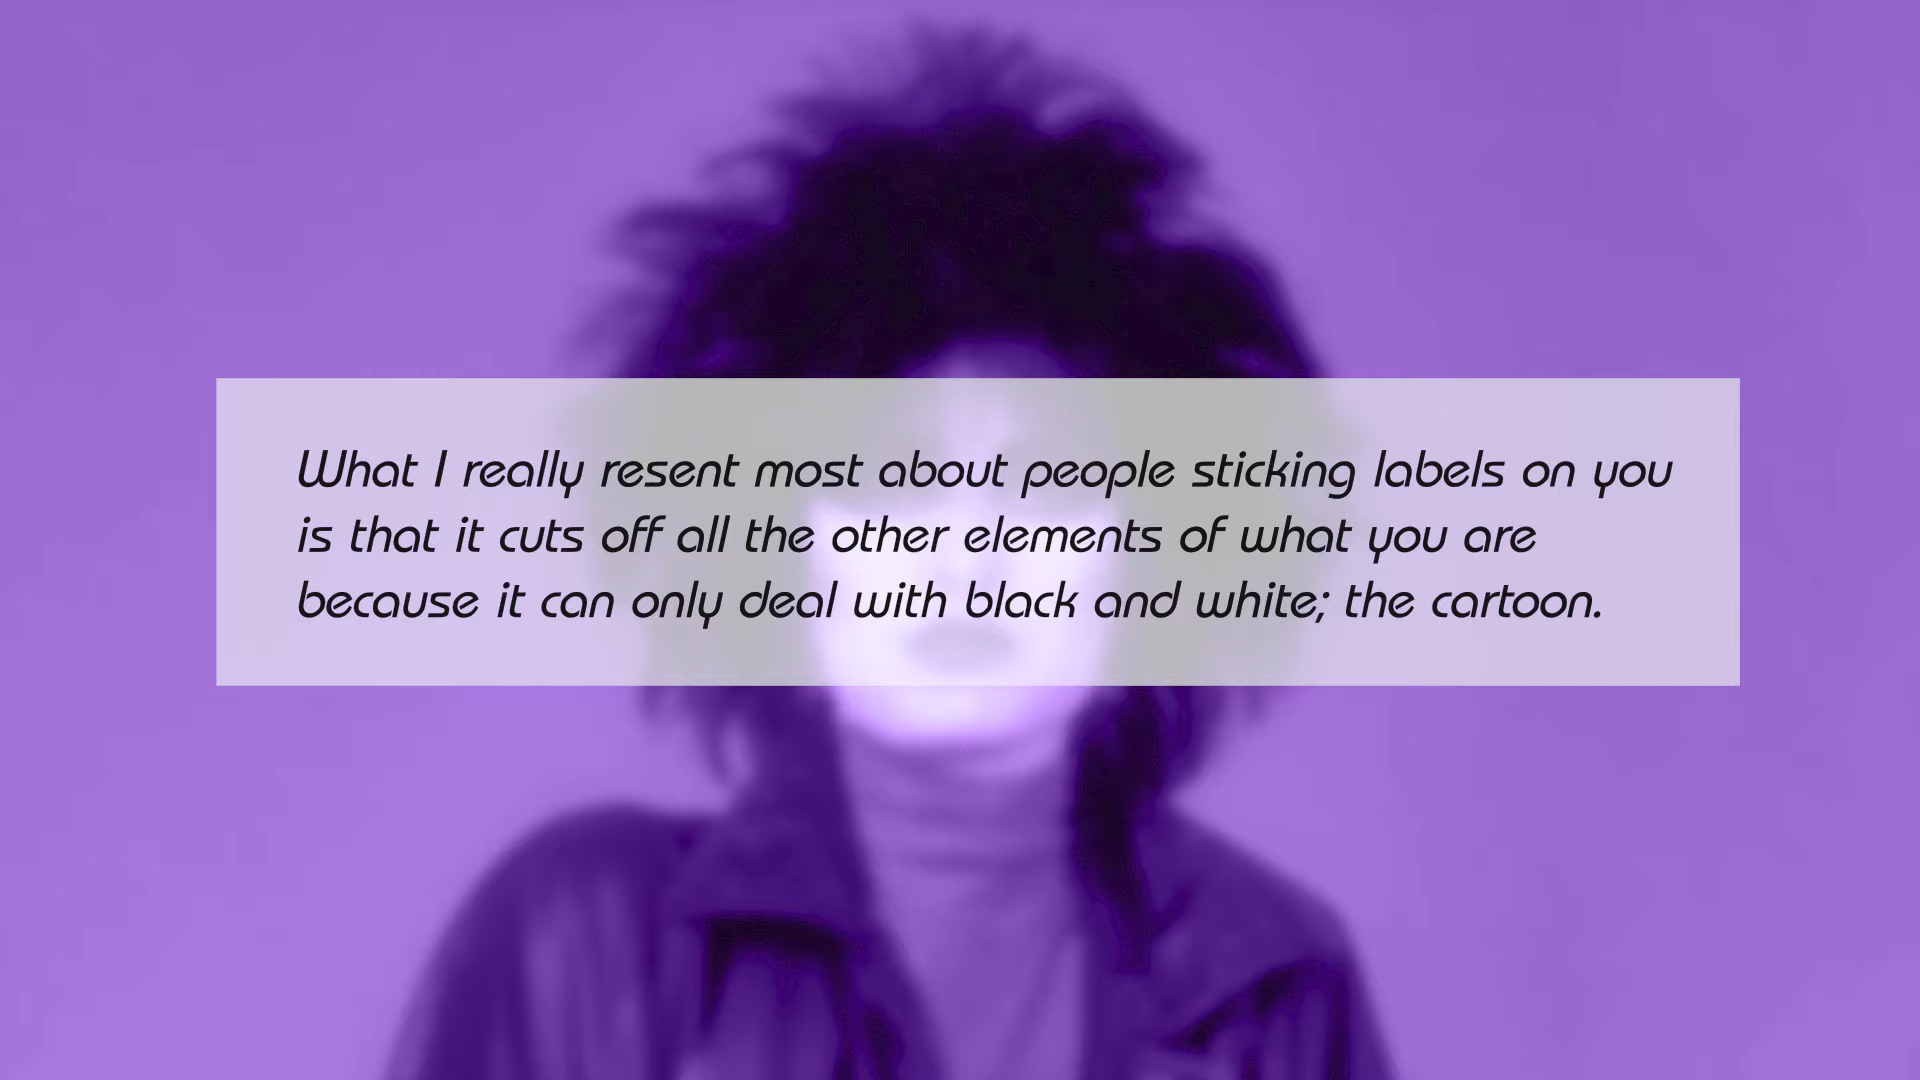 What I really resent most about people sticking labels on you
is that it cuts off all the other elements of what you are
because it can only deal with black and white; the cartoon.